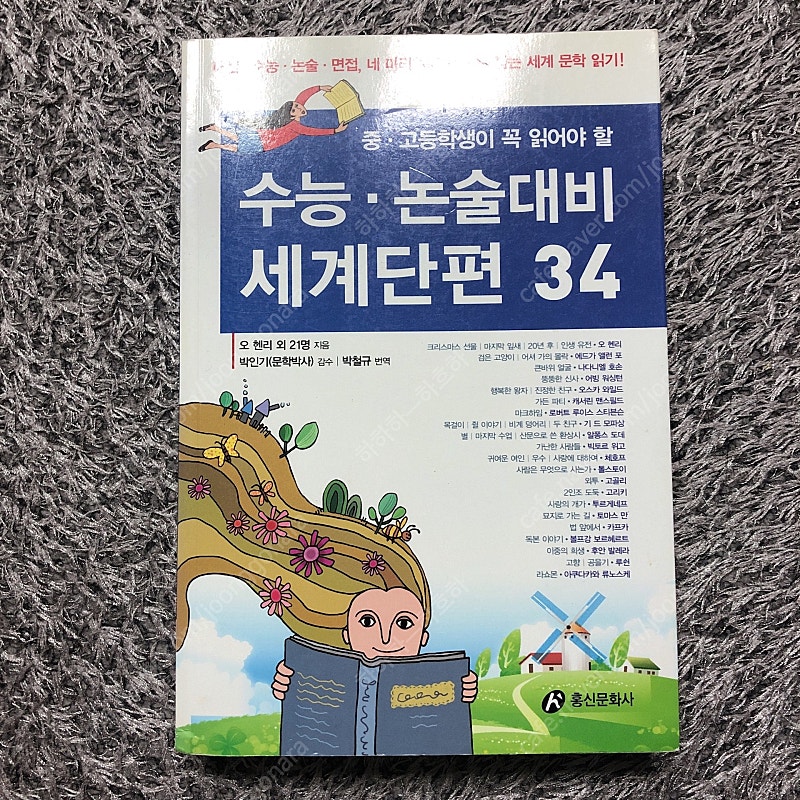 논술 · 면접, 네 세계 문학 읽기!
중 · 고등학생이 꼭 읽어야 할
수능 · 논술대비
세계단편 34
오 헨리 외 21명 지음
박인기(문학박사) 감수 | 박철규 번역
크리스마스 선물 | 마지막 잎새 | 20년 후 | 인생 유전 • 오 헨리
검은 고양이 | 어셔 가의 몰락 • 에드가 앨런 포
큰바위 얼굴 • 나다니엘 호손
뚱뚱한 신사 • 어빙 워싱턴
행복한 왕자 | 진정한 친구 • 오스카 와일드
가든 파티 • 캐서린 맨스필드
마크하임 • 로버트 루이스 스티븐슨
목걸이 | 쥘 이야기 | 비계 덩어리 | 두 친구 • 기 드 모파상
별 | 마지막 수업 | 산문으로 쓴 환상시 • 알퐁스 도데
가난한 사람들 • 빅토르 위고
귀여운 여인 | 우수 | 사랑에 대하여 • 체호프
사람은 무엇으로 사는가 • 톨스토이
외투 • 고골리
2인조 도둑 • 고리키
사랑의 개가 • 투르게네프
묘지로 가는 길 • 토마스 만
법 앞에서 • 카프카
독본 이야기 • 볼프강 보르헤르트
이중의 희생 • 후안 발레라
고향 | 공을기 • 루쉰
라쇼몬 • 아쿠다카와 류노스케
홍신문화사